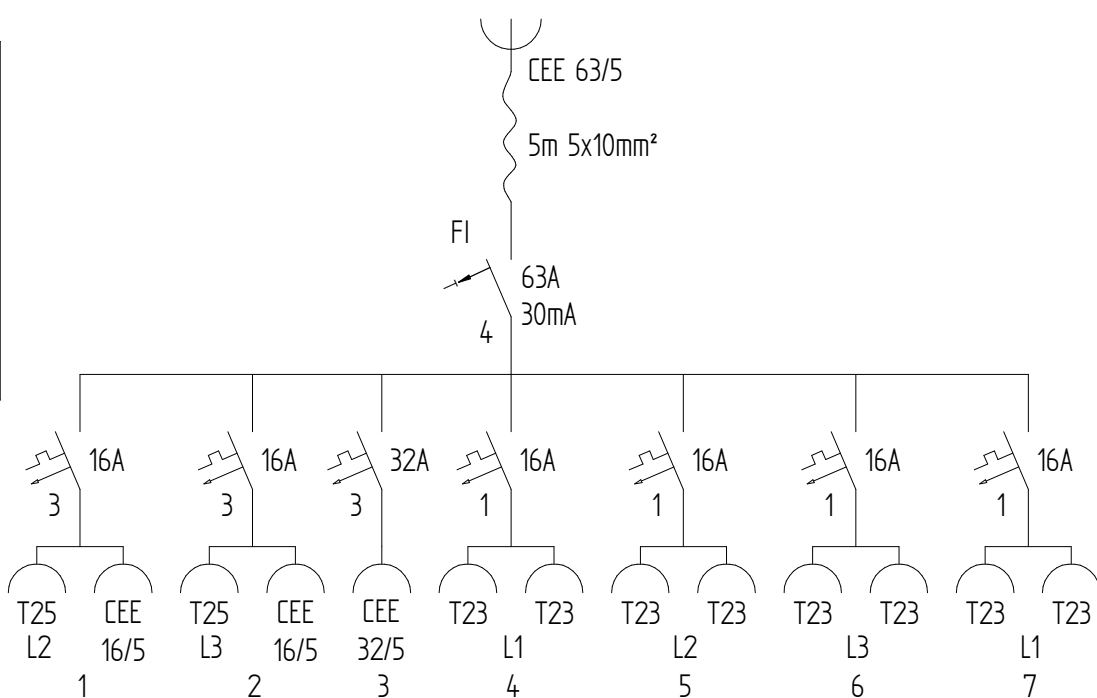 CEE 63/5
5m 5x10mm²
FI
63A
30mA
4
16A
16A
32A
16A
16A
16A
16A
3
3
3
1
1
1
1
T25 CEE T25 CEE CEE T23 T23 T23 T23 T23 T23 T23 T23
L2 16/5 L3 16/5 32/5 L1 L2 L3 L1
1 2 3 4 5 6 7